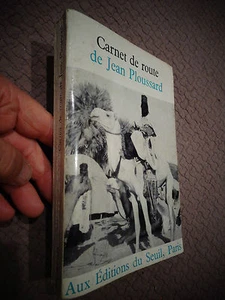 Carnet de route
de Jean Ploussard
Aux Éditions du Seuil, Paris